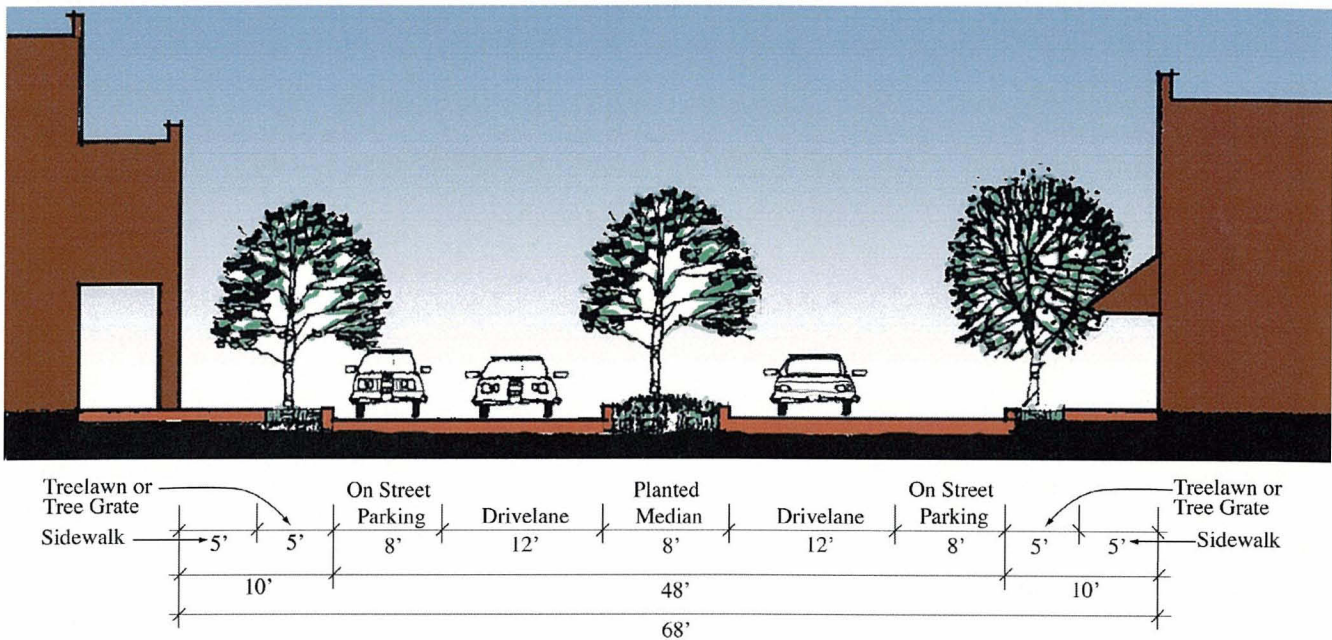 Treelawn or
Tree Grate
Sidewalk
On Street
Parking
Drivelane
Planted
Median
Drivelane
On Street
Parking
Treelawn or
Tree Grate
Sidewalk
5' 5' 8' 12' 8' 12' 8' 5' 5'
10' 48' 10'
68'